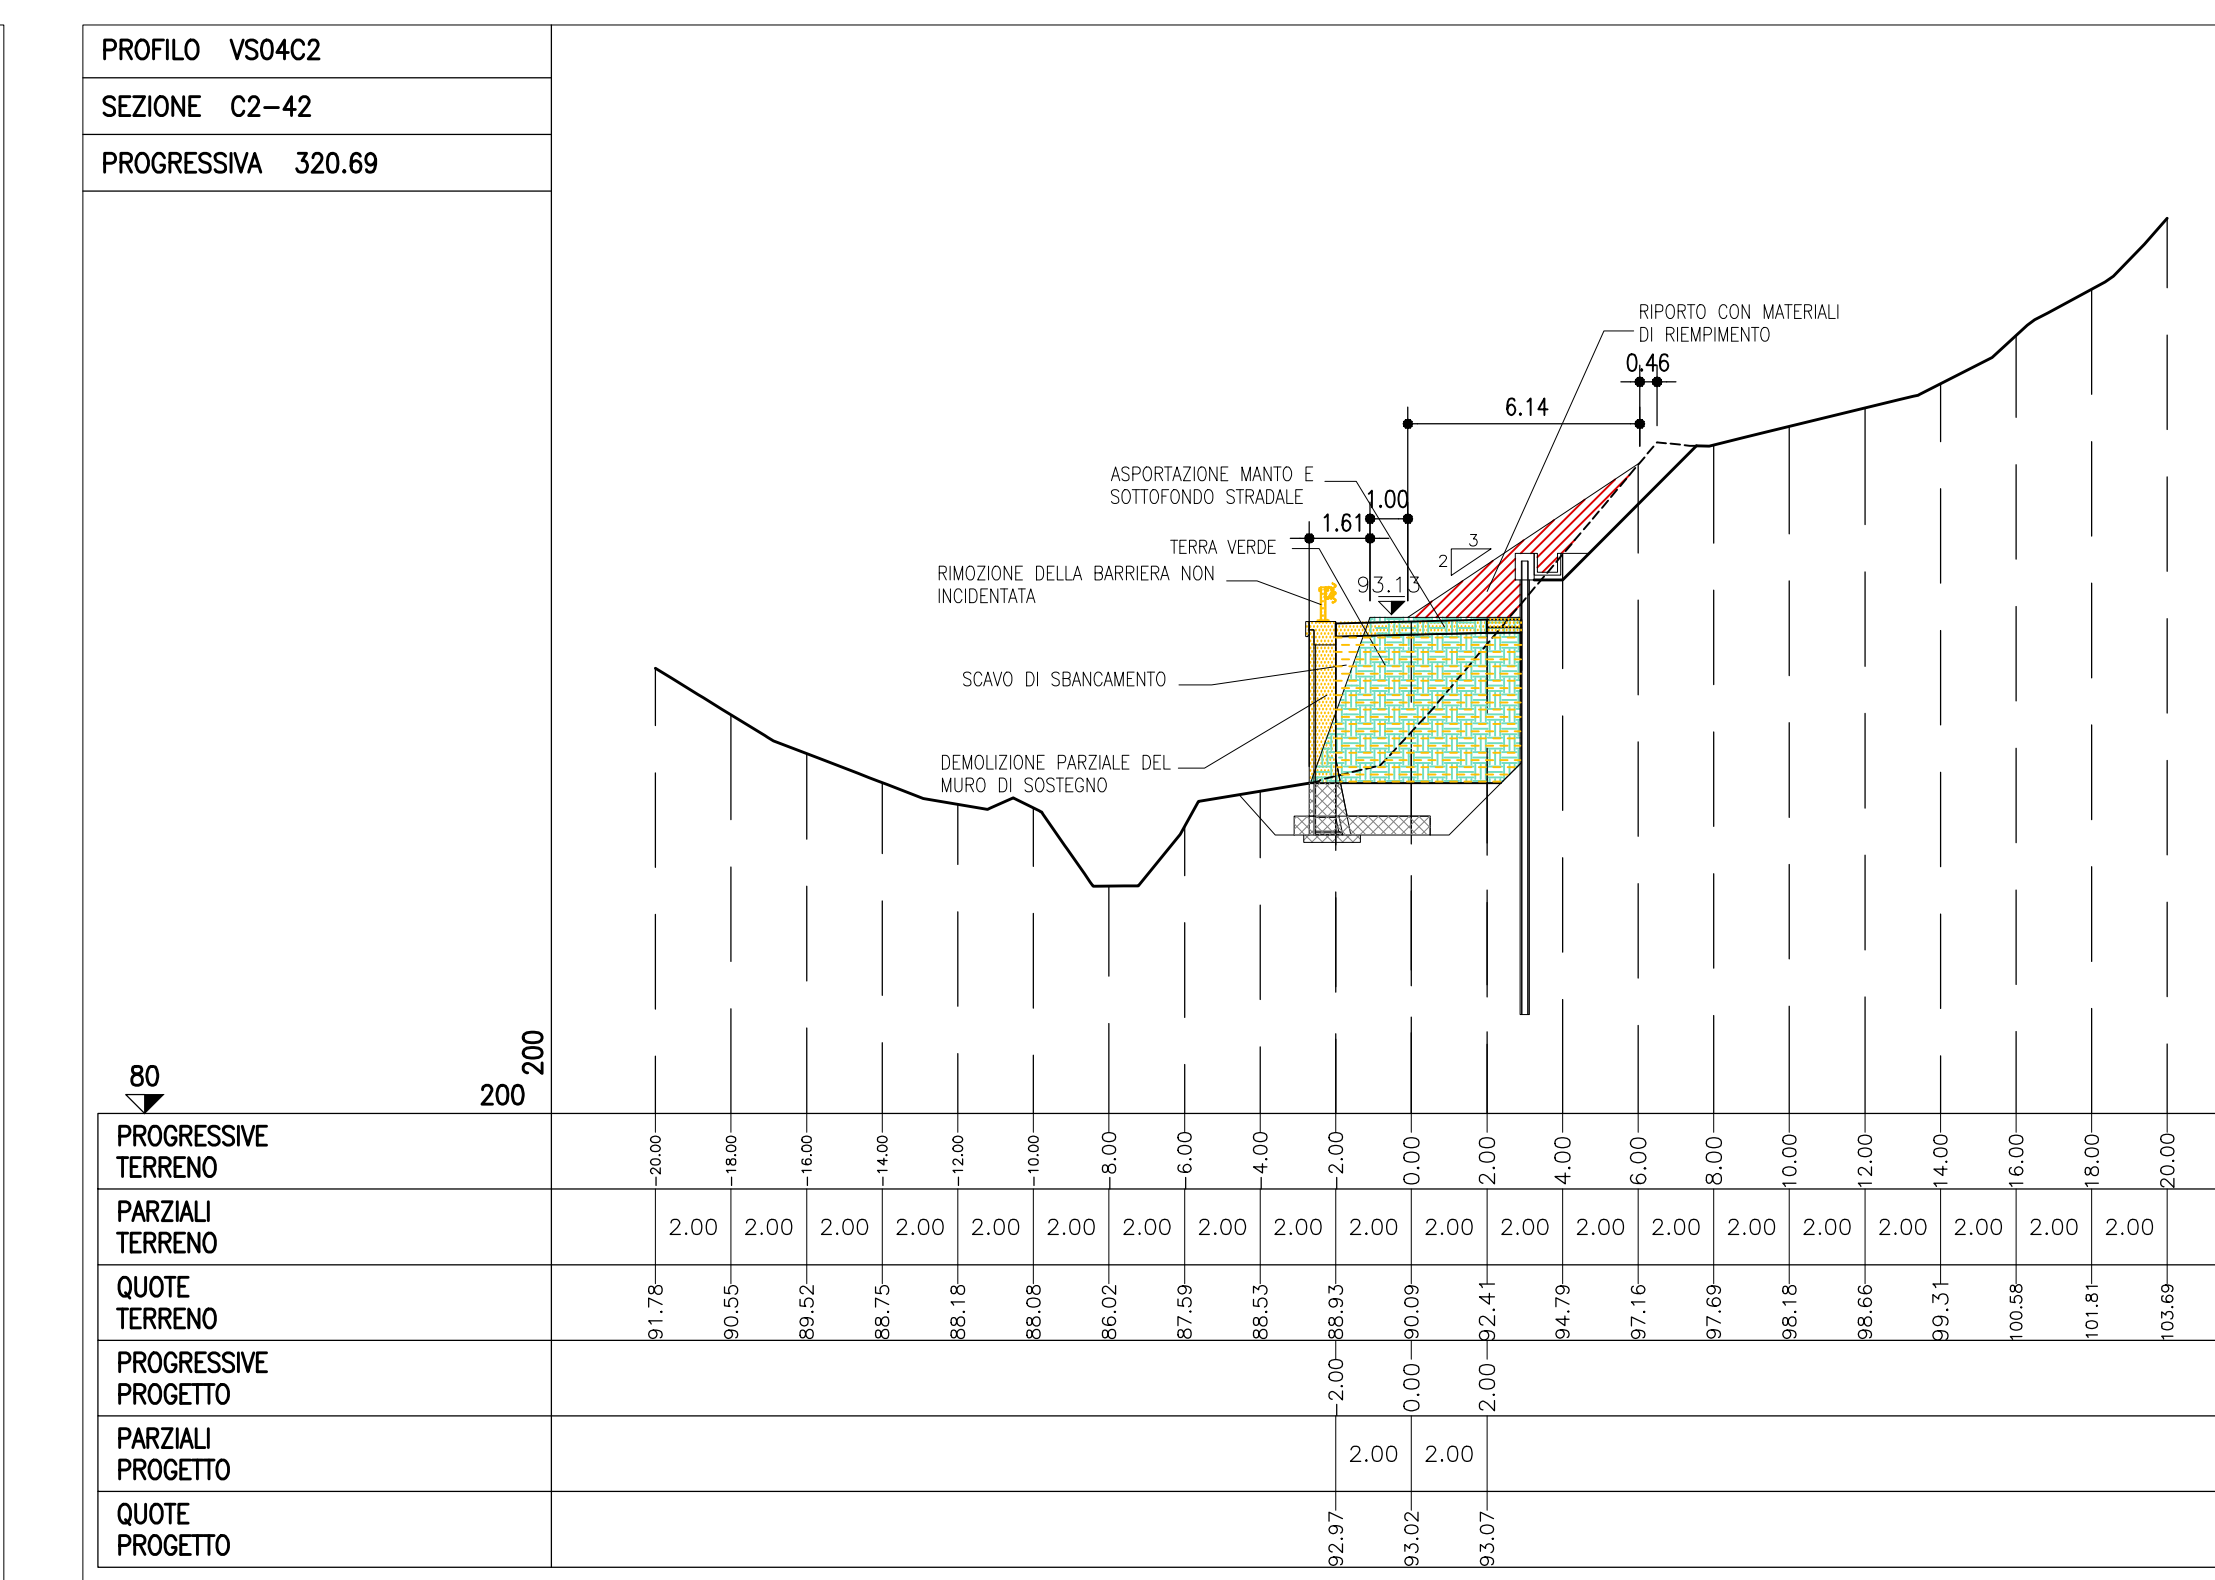 PROFILO VS04C2
SEZIONE C2-42
PROGRESSIVA 320.69
RIPORTO CON MATERIALI
DI RIEMPIMENTO
0.46
6.14
ASPORTAZIONE MANTO E
SOTTOFONDO STRADALE
1.00
1.61
TERRA VERDE
3
2
RIMOZIONE DELLA BARRIERA NON
INCIDENTATA
93.13
SCAVO DI SBANCAMENTO
DEMOLIZIONE PARZIALE DEL
MURO DI SOSTEGNO
80
200
200
PROGRESSIVE
TERRENO
-20.00 -18.00 -16.00 -14.00 -12.00 -10.00 -8.00 -6.00 -4.00 -2.00 0.00 2.00 4.00 6.00 8.00 10.00 12.00 14.00 16.00 18.00 20.00
PARZIALI
TERRENO
2.00 2.00 2.00 2.00 2.00 2.00 2.00 2.00 2.00 2.00 2.00 2.00 2.00 2.00 2.00 2.00 2.00 2.00 2.00 2.00
QUOTE
TERRENO
91.78 90.55 89.52 88.75 88.18 88.08 86.02 87.59 88.53 88.93 90.09 92.41 94.79 97.16 97.69 98.18 98.66 99.31 100.58 101.81 103.69
PROGRESSIVE
PROGETTO
-2.00 0.00 2.00
PARZIALI
PROGETTO
2.00 2.00
QUOTE
PROGETTO
92.97 93.02 93.07